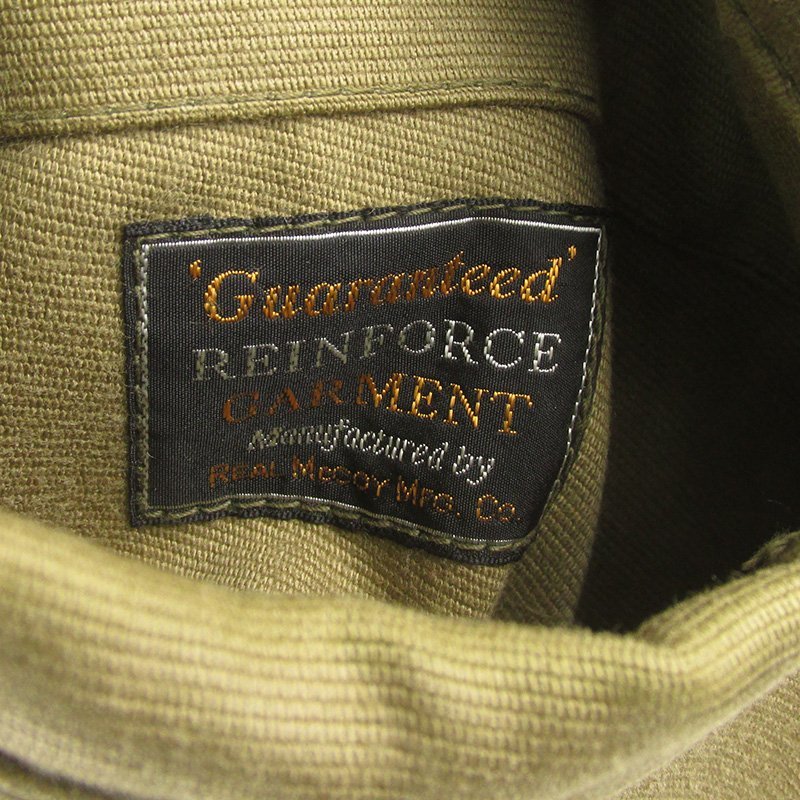 'Guaranteed'
REINFORCE
GARMENT
Manufactured by
REAL McCOY MFG. Co.